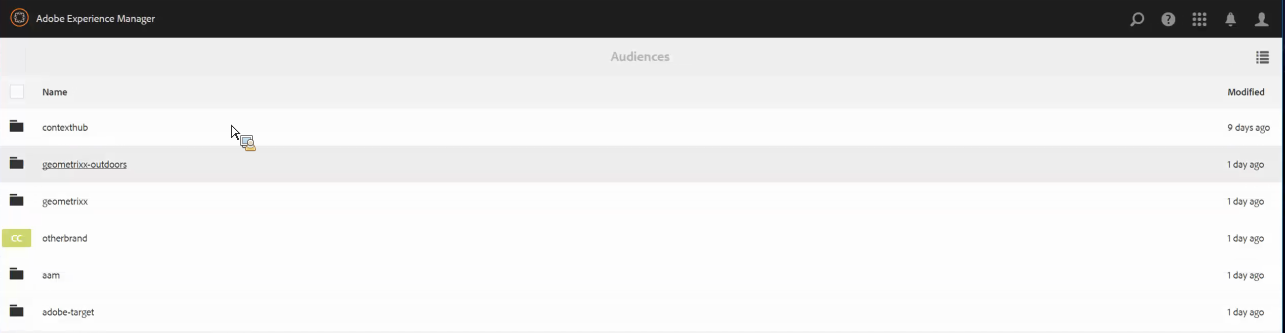 Adobe Experience Manager
Audiences
Name Modified
contexthub 9 days ago
geometrixx-outdoors 1 day ago
geometrixx 1 day ago
CC otherbrand 1 day ago
aam 1 day ago
adobe-target 1 day ago